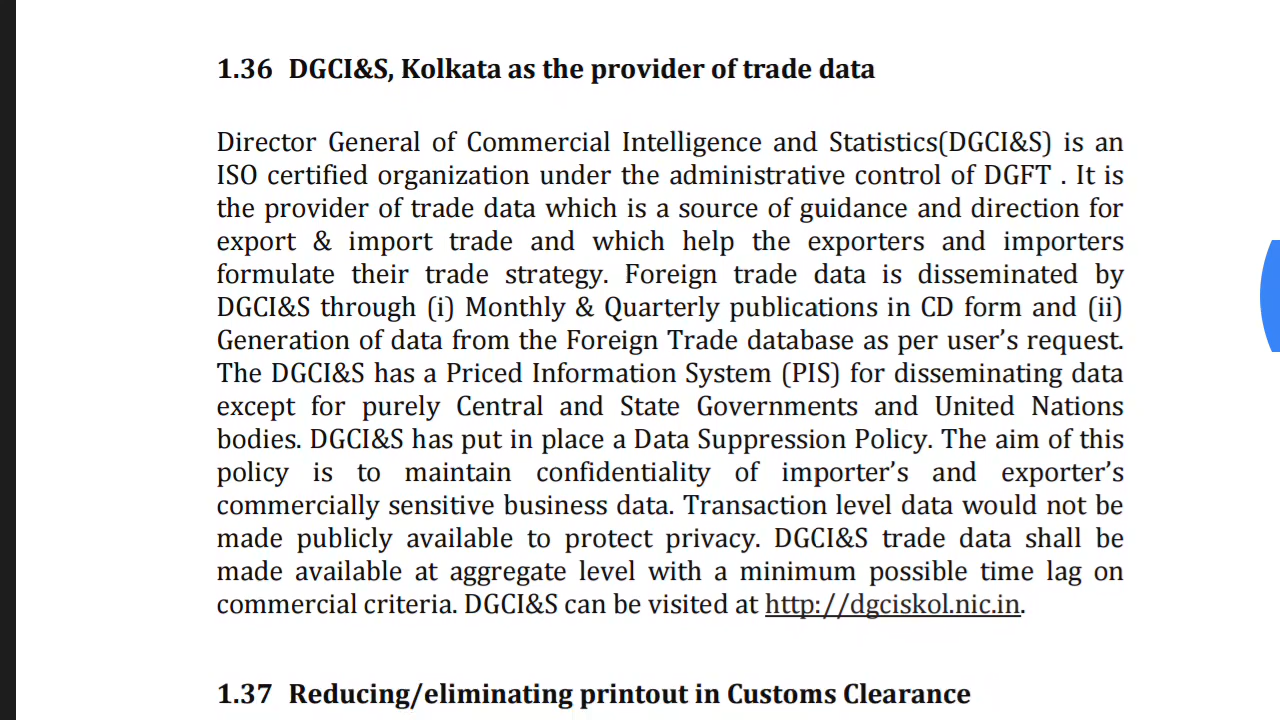 1.36 DGCI&S, Kolkata as the provider of trade data
Director General of Commercial Intelligence and Statistics(DGCI&S) is an
ISO certified organization under the administrative control of DGFT . It is
the provider of trade data which is a source of guidance and direction for
export & import trade and which help the exporters and importers
formulate their trade strategy. Foreign trade data is disseminated by
DGCI&S through (i) Monthly & Quarterly publications in CD form and (ii)
Generation of data from the Foreign Trade database as per user’s request.
The DGCI&S has a Priced Information System (PIS) for disseminating data
except for purely Central and State Governments and United Nations
bodies. DGCI&S has put in place a Data Suppression Policy. The aim of this
policy is to maintain confidentiality of importer’s and exporter’s
commercially sensitive business data. Transaction level data would not be
made publicly available to protect privacy. DGCI&S trade data shall be
made available at aggregate level with a minimum possible time lag on
commercial criteria. DGCI&S can be visited at http://dgciskol.nic.in.
1.37 Reducing/eliminating printout in Customs Clearance